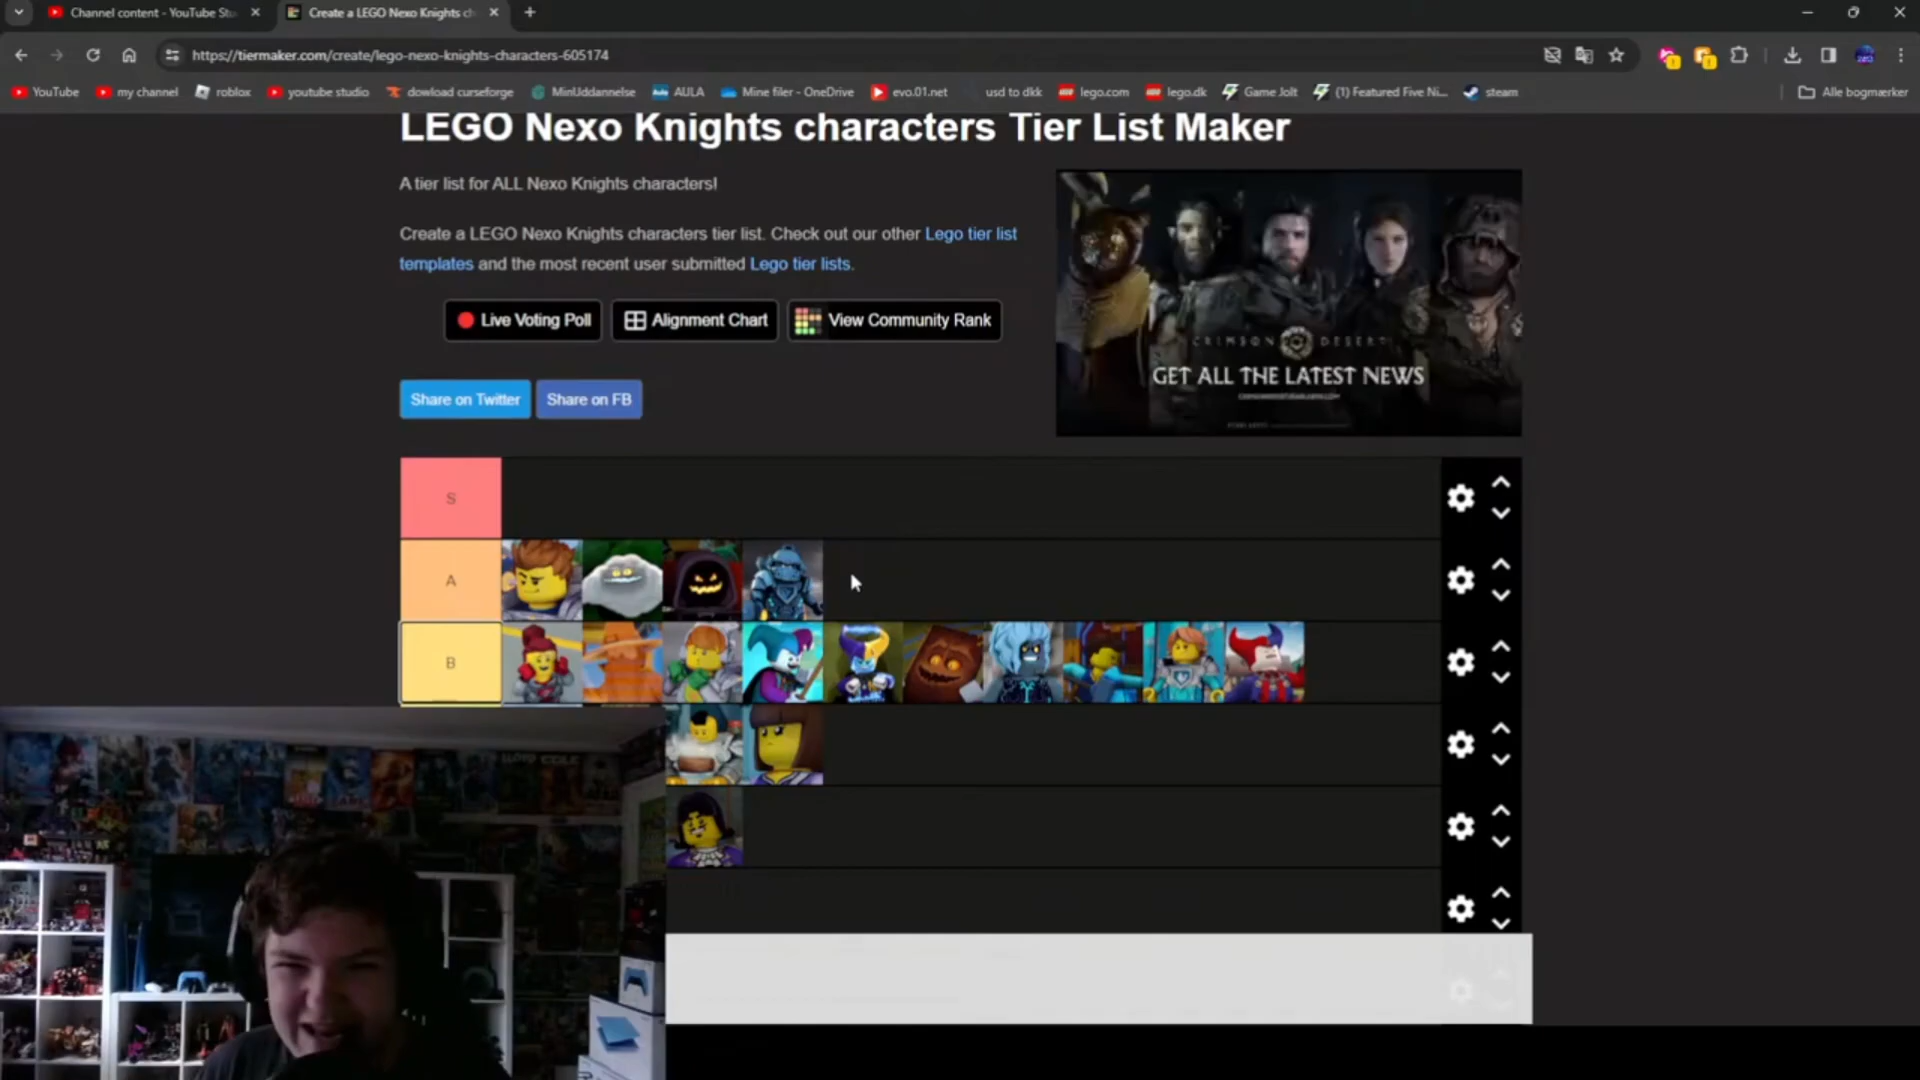 Channel content - YouTube Stu
Create a LEGO Nexo Knights ch
https://tiermaker.com/create/lego-nexo-knights-characters-605174
YouTube
my channel
roblox
youtube studio
dowload curseforge
MinUddannelse
AULA
Mine filer - OneDrive
evo.01.net
usd to dkk
lego.com
lego.dk
Game Jolt
(1) Featured Five Ni...
steam
Alle bogmærker
LEGO Nexo Knights characters Tier List Maker
A tier list for ALL Nexo Knights characters!
Create a LEGO Nexo Knights characters tier list. Check out our other Lego tier list
templates and the most recent user submitted Lego tier lists.
Live Voting Poll
Alignment Chart
View Community Rank
Share on Twitter
Share on FB
CRIMSON DESERT
GET ALL THE LATEST NEWS
S
A
B